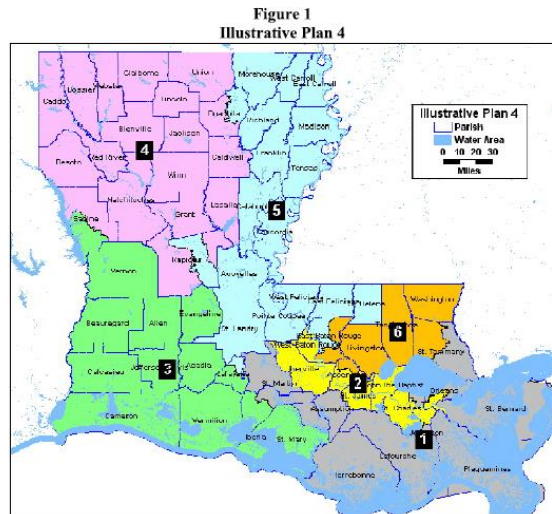 Figure 1
Illustrative Plan 4
Illustrative Plan 4
Parish
Water Area
0 10 20 30
Miles
Claiborne
Union
Morehouse
West Carroll
East Carroll
Bossier
Webster
Caddo
Lincoln
Ouachita
Richland
Madison
Bienville
Jackson
4
Franklin
Tensas
Caldwell
DeSoto
Red River
Winn
Natchitoches
Lasalle
Catahoula
5
Concordia
Grant
Sabine
Rapides
Vernon
Avoyelles
West Feliciana
East Feliciana
St. Helena
Washington
Evangeline
Beauregard
Allen
St. Landry
Pointe Coupee
6
East Baton Rouge
West Baton Rouge
Livingston
St. Tammany
Calcasieu
3
Acadia
Iberville
2
St. Martin
St. James
Orleans
Assumption
St. Charles
St. Bernard
Cameron
Vermilion
Iberia
St. Mary
1
Lafourche
Terrebonne
Plaquemines